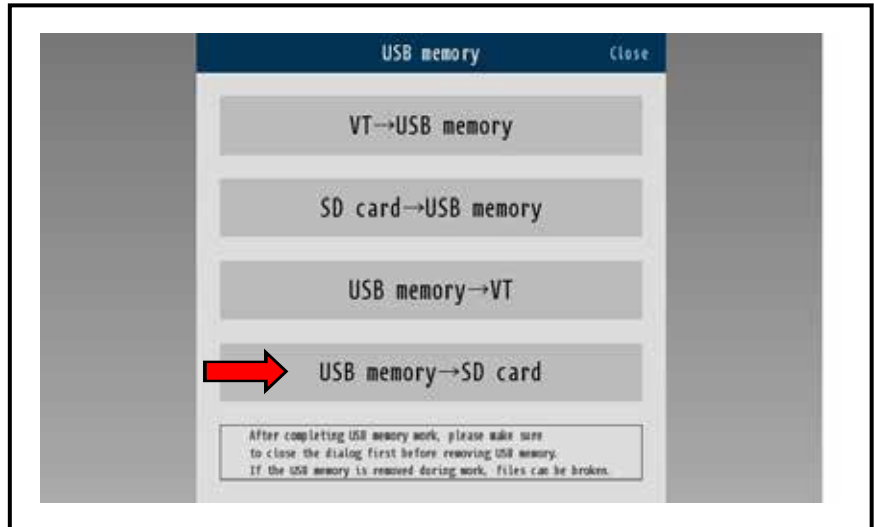 USB memory
Close
VT→USB memory
SD card→USB memory
USB memory→VT
USB memory→SD card
After completing USB memory work, please make sure
to close the dialog first before removing USB memory.
If the USB memory is removed during work, files can be broken.